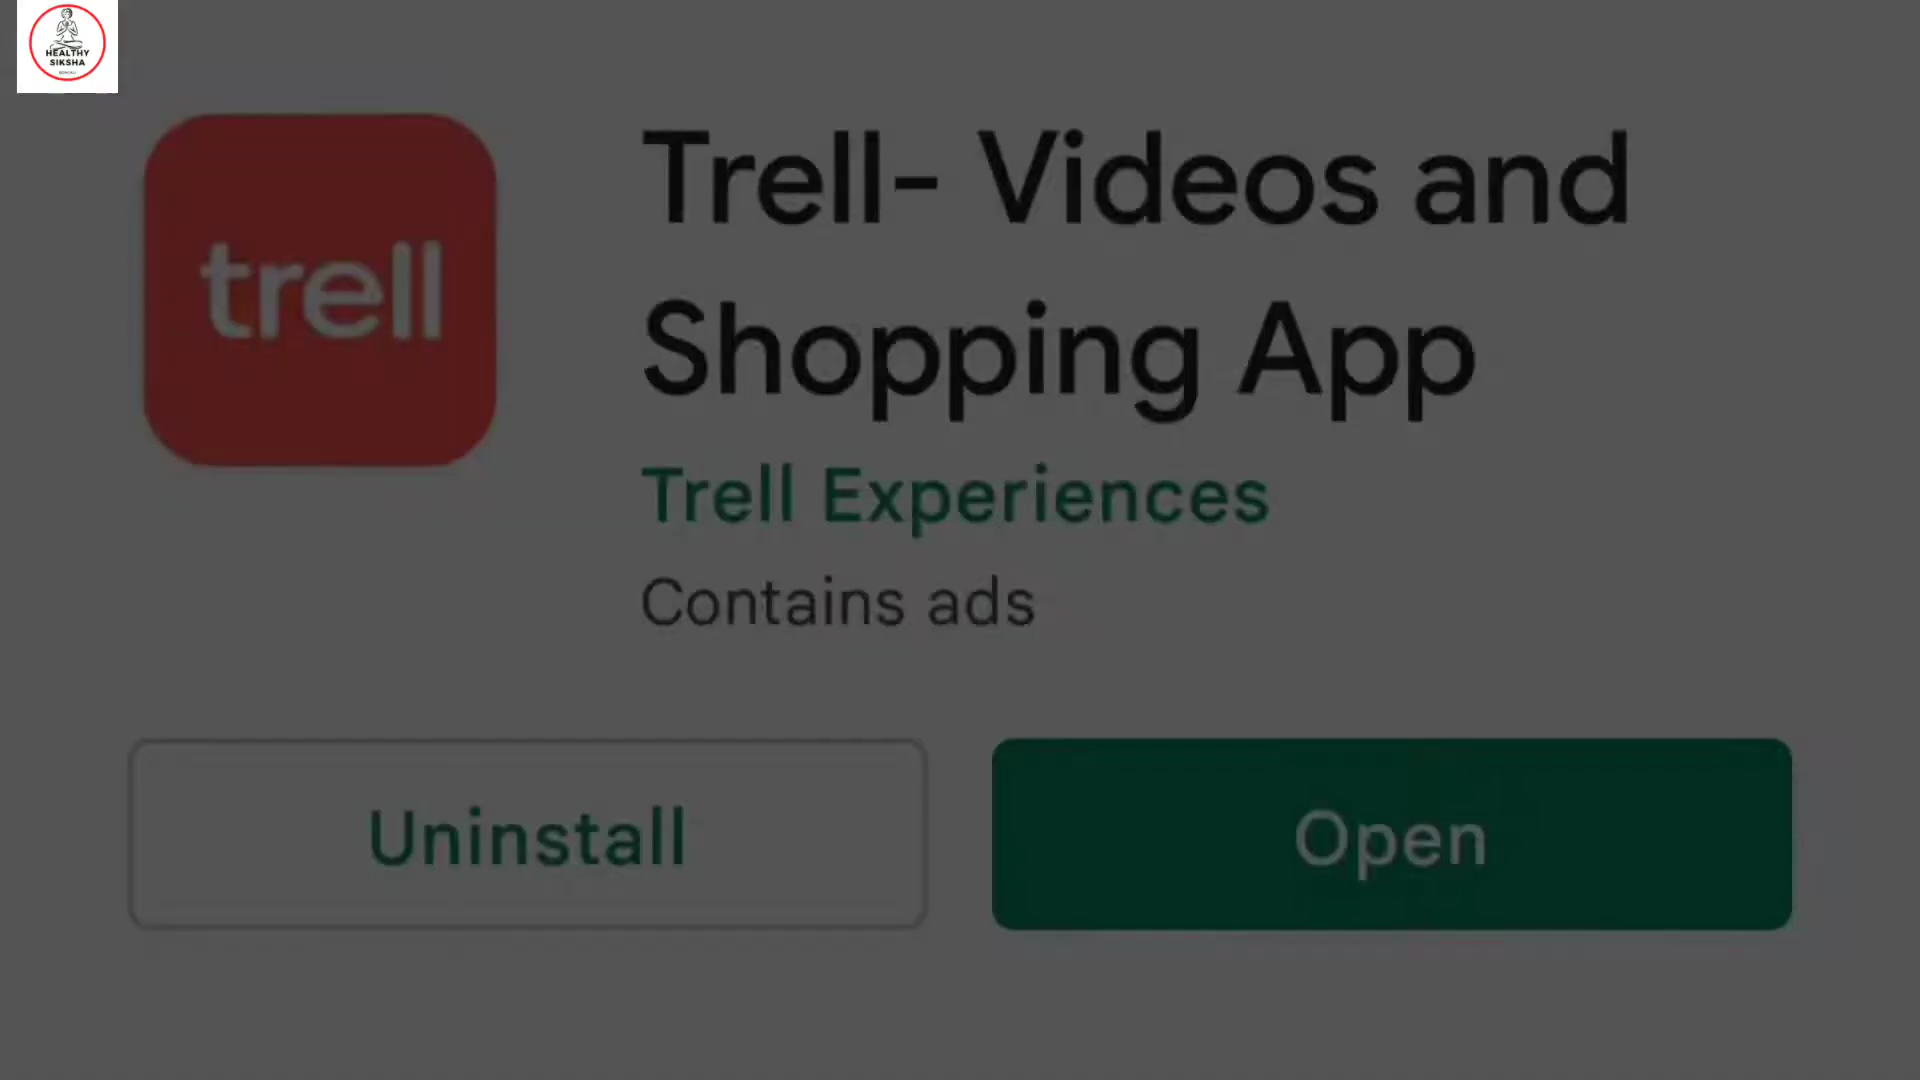 HEALTHY
SIKSHA
trell
Trell- Videos and
Shopping App
Trell Experiences
Contains ads
Uninstall
Open